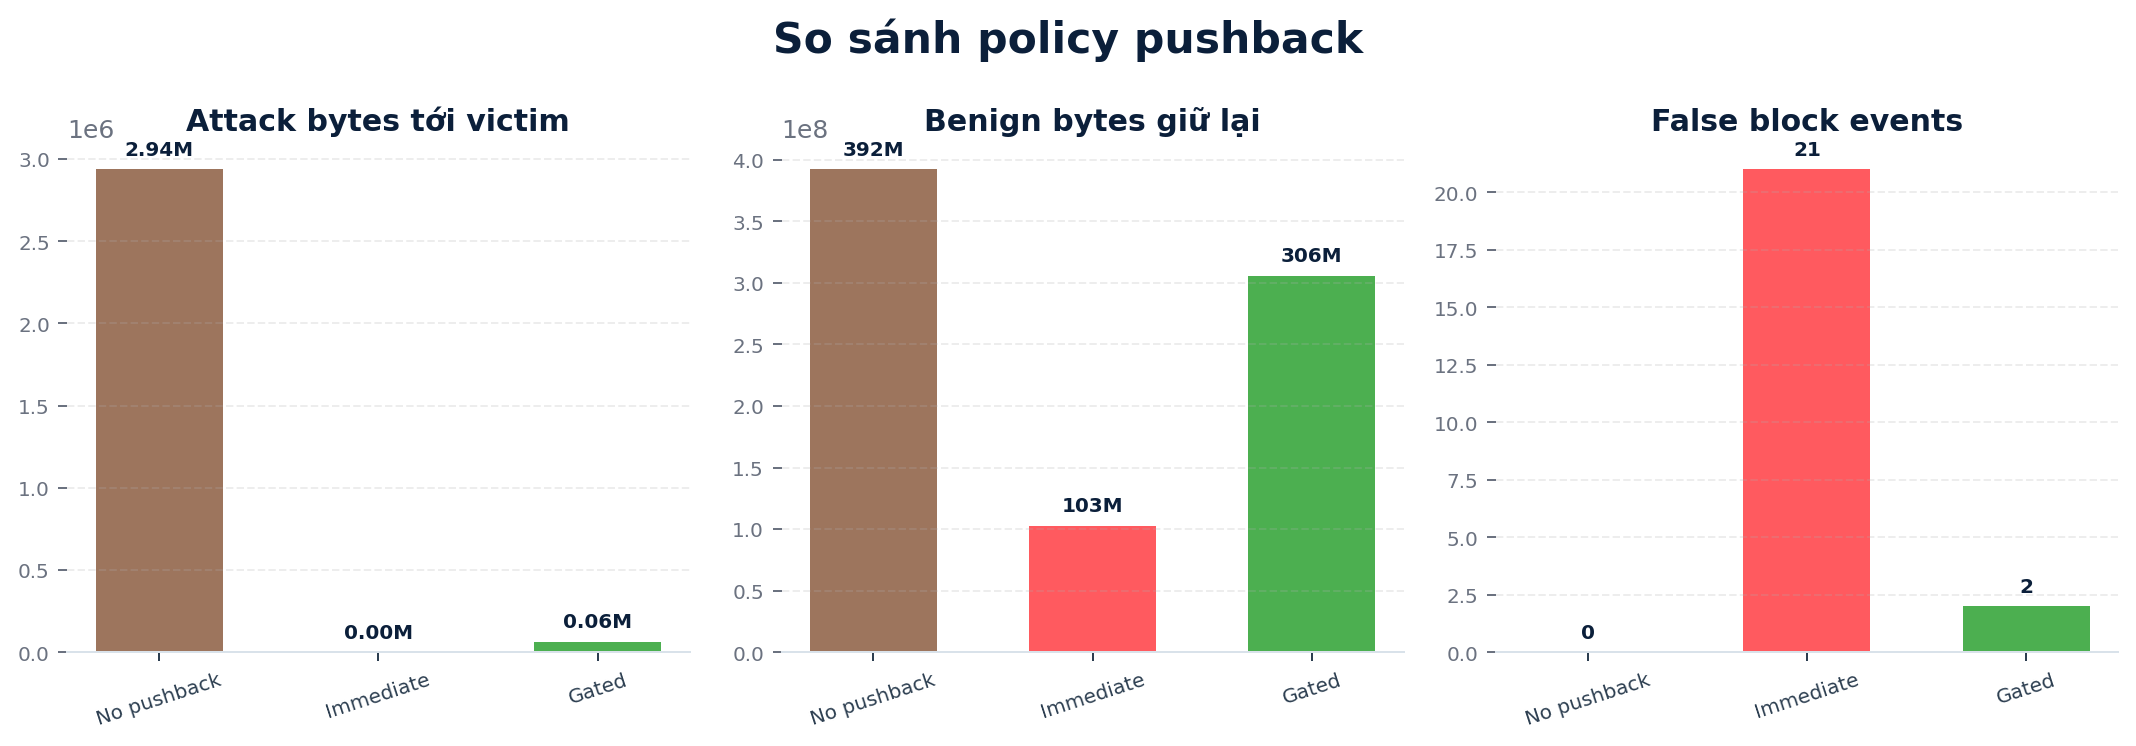 So sánh policy pushback
Attack bytes tới victim
1e6
3.0
2.5
2.0
1.5
1.0
0.5
0.0
2.94M
0.00M
0.06M
No pushback
Immediate
Gated
Benign bytes giữ lại
1e8
4.0
3.5
3.0
2.5
2.0
1.5
1.0
0.5
0.0
392M
103M
306M
No pushback
Immediate
Gated
False block events
20.0
17.5
15.0
12.5
10.0
7.5
5.0
2.5
0.0
0
21
2
No pushback
Immediate
Gated